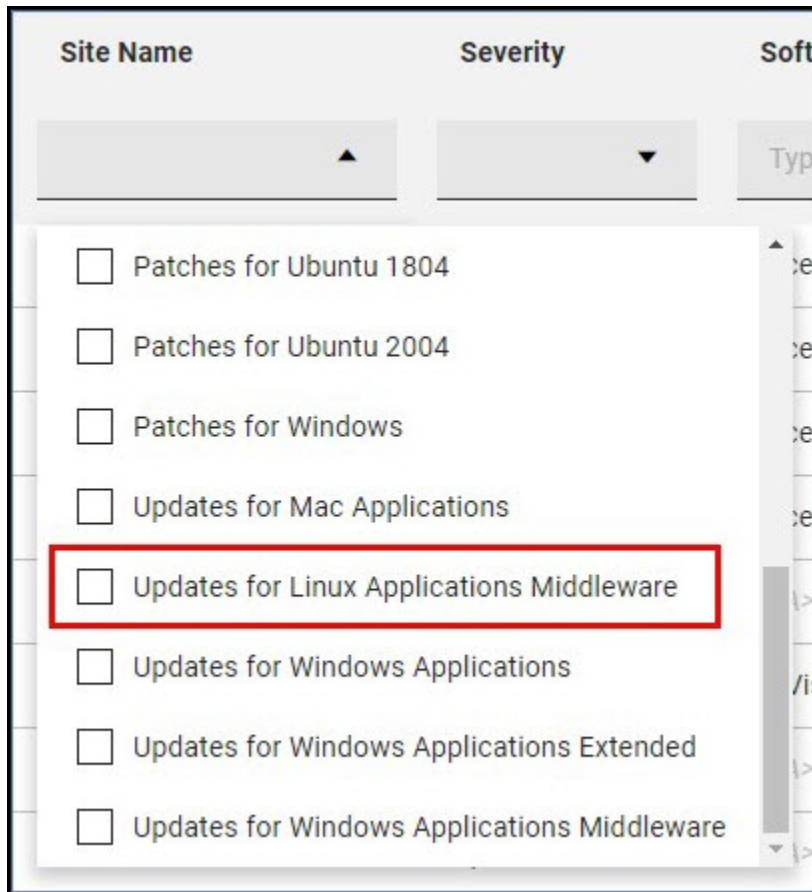 Site Name Severity Soft
Typ
Patches for Ubuntu 1804
Patches for Ubuntu 2004
Patches for Windows
Updates for Mac Applications
Updates for Linux Applications Middleware
Updates for Windows Applications
Updates for Windows Applications Extended
Updates for Windows Applications Middleware